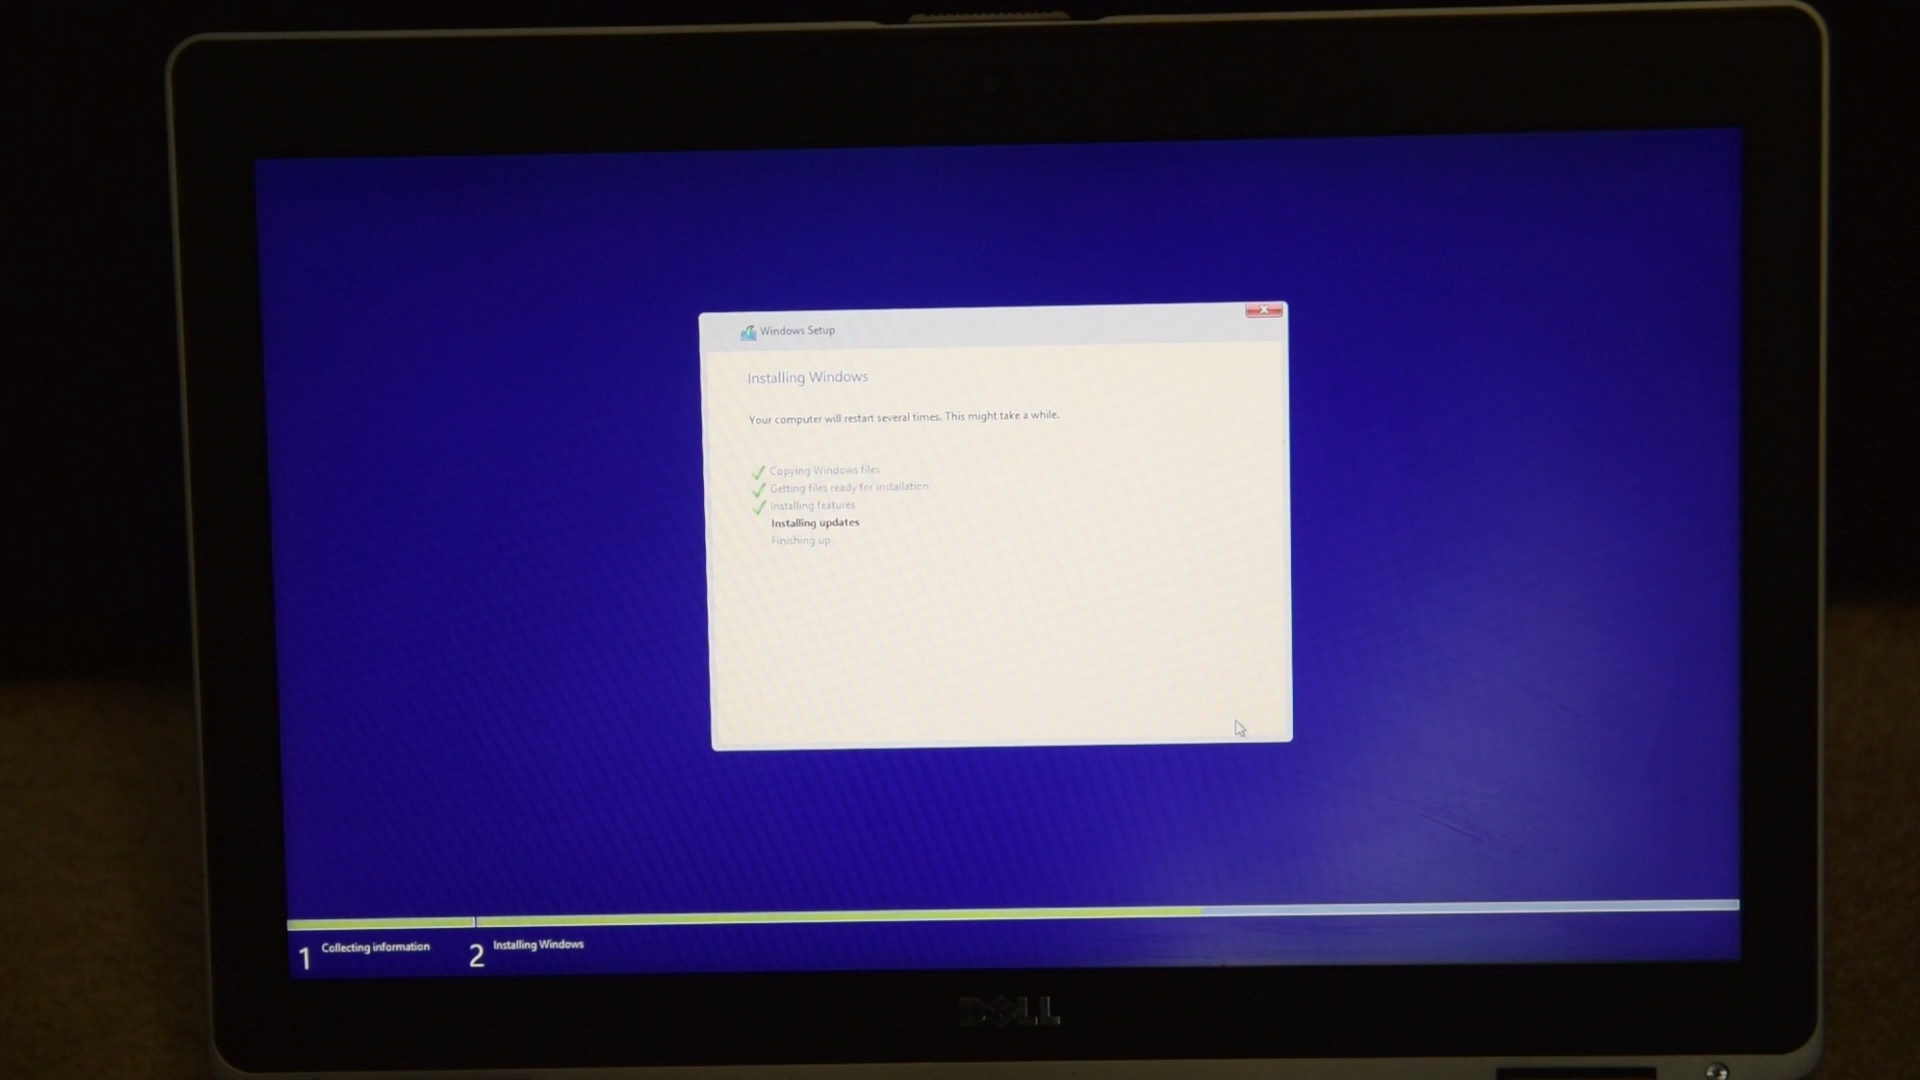 Windows Setup
Installing Windows
Your computer will restart several times. This might take a while.
Copying Windows files
Getting files ready for installation
Installing features
Installing updates
Finishing up
1 Collecting information
2 Installing Windows
DELL